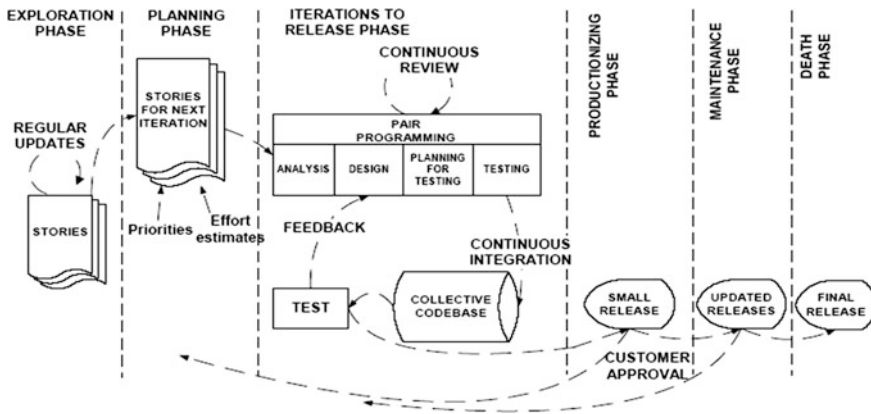 EXPLORATION
PHASE
PLANNING
PHASE
ITERATIONS TO
RELEASE PHASE
PRODUCTIONIZING
PHASE
MAINTENANCE
PHASE
DEATH
PHASE
REGULAR
UPDATES
STORIES
STORIES
FOR NEXT
ITERATION
Priorities
Effort
estimates
CONTINUOUS
REVIEW
PAIR
PROGRAMMING
ANALYSIS
DESIGN
PLANNING
FOR
TESTING
TESTING
FEEDBACK
CONTINUOUS
INTEGRATION
TEST
COLLECTIVE
CODEBASE
SMALL
RELEASE
UPDATED
RELEASES
FINAL
RELEASE
CUSTOMER
APPROVAL